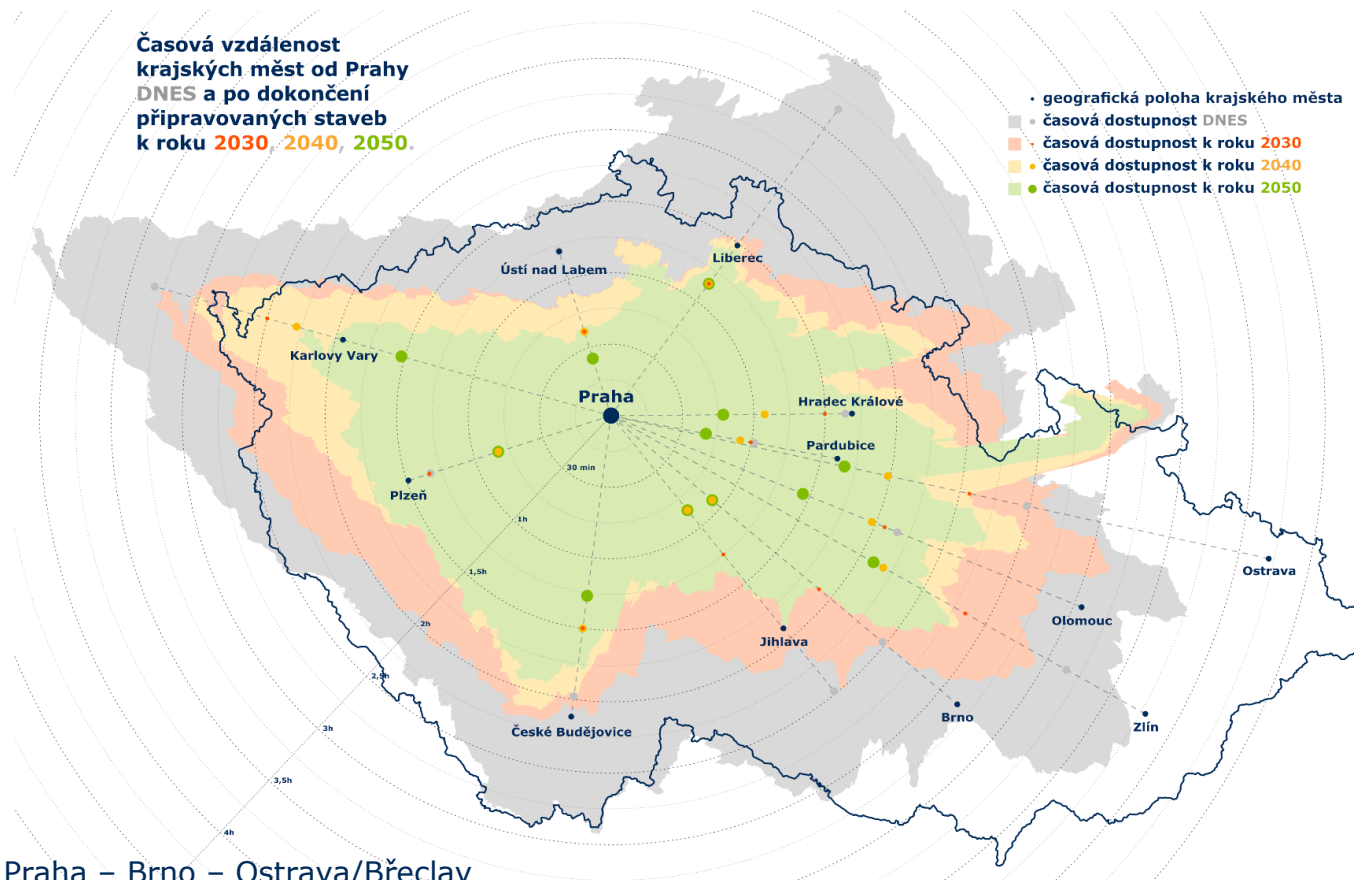 Časová vzdálenost
krajských měst od Prahy
DNES a po dokončení
připravovaných staveb
k roku 2030, 2040, 2050.
geografická poloha krajského města
časová dostupnost DNES
časová dostupnost k roku 2030
časová dostupnost k roku 2040
časová dostupnost k roku 2050
Liberec
Ústí nad Labem
Karlovy Vary
Praha
Hradec Králové
Pardubice
30 min
Plzeň
1h
1,5h
Ostrava
Olomouc
2h
Jihlava
2,5h
Brno
Zlín
České Budějovice
3h
3,5h
4h
Praha – Brno – Ostrava/Břeclav